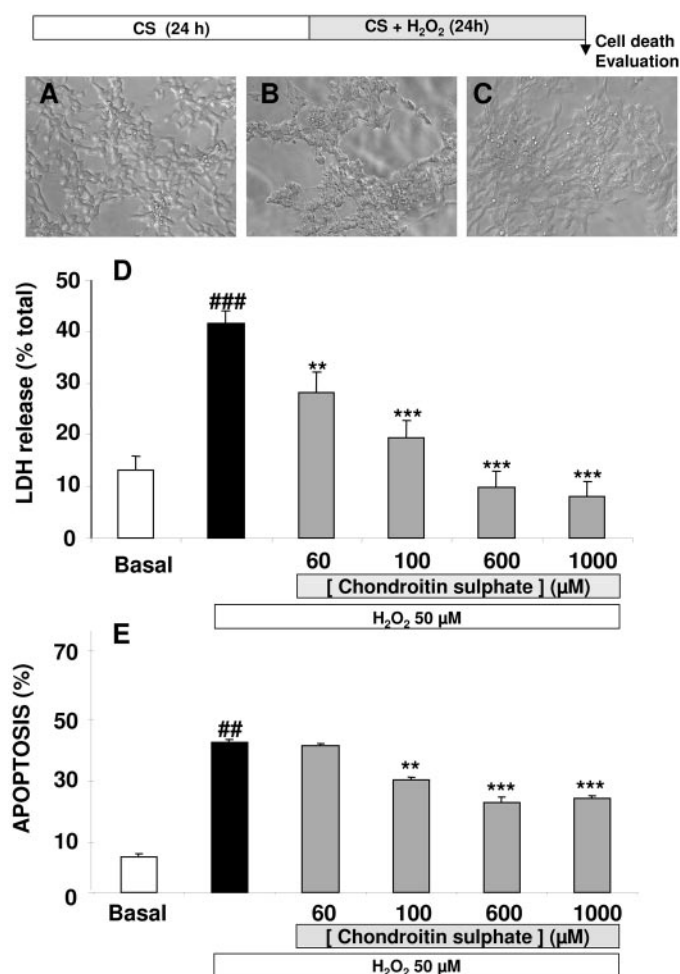 CS (24 h)
CS + H₂O₂ (24h)
Cell death
Evaluation
A
B
C
D
LDH release (% total)
50
40
30
20
10
0
###
**
***
***
***
Basal
60
100
600
1000
[ Chondroitin sulphate ] (µM)
H₂O₂ 50 µM
E
APOPTOSIS (%)
70
50
30
10
0
##
**
***
***
Basal
60
100
600
1000
[ Chondroitin sulphate ] (µM)
H₂O₂ 50 µM